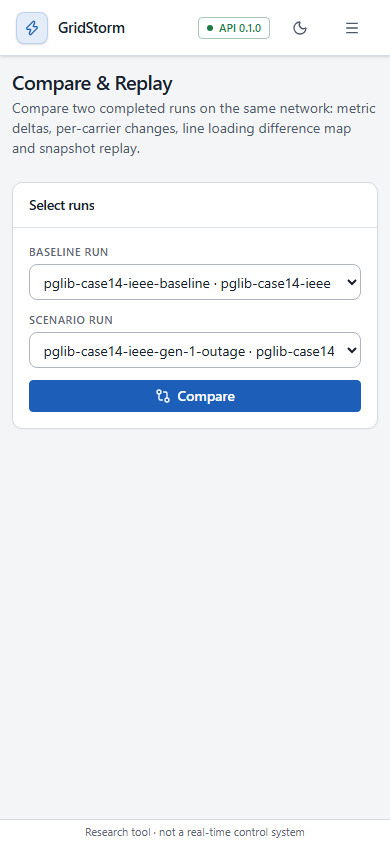 GridStorm
API 0.1.0
Compare & Replay
Compare two completed runs on the same network: metric
deltas, per-carrier changes, line loading difference map
and snapshot replay.
Select runs
BASELINE RUN
pglib-case14-ieee-baseline · pglib-case14-ieee
SCENARIO RUN
pglib-case14-ieee-gen-1-outage · pglib-case14
Compare
Research tool · not a real-time control system